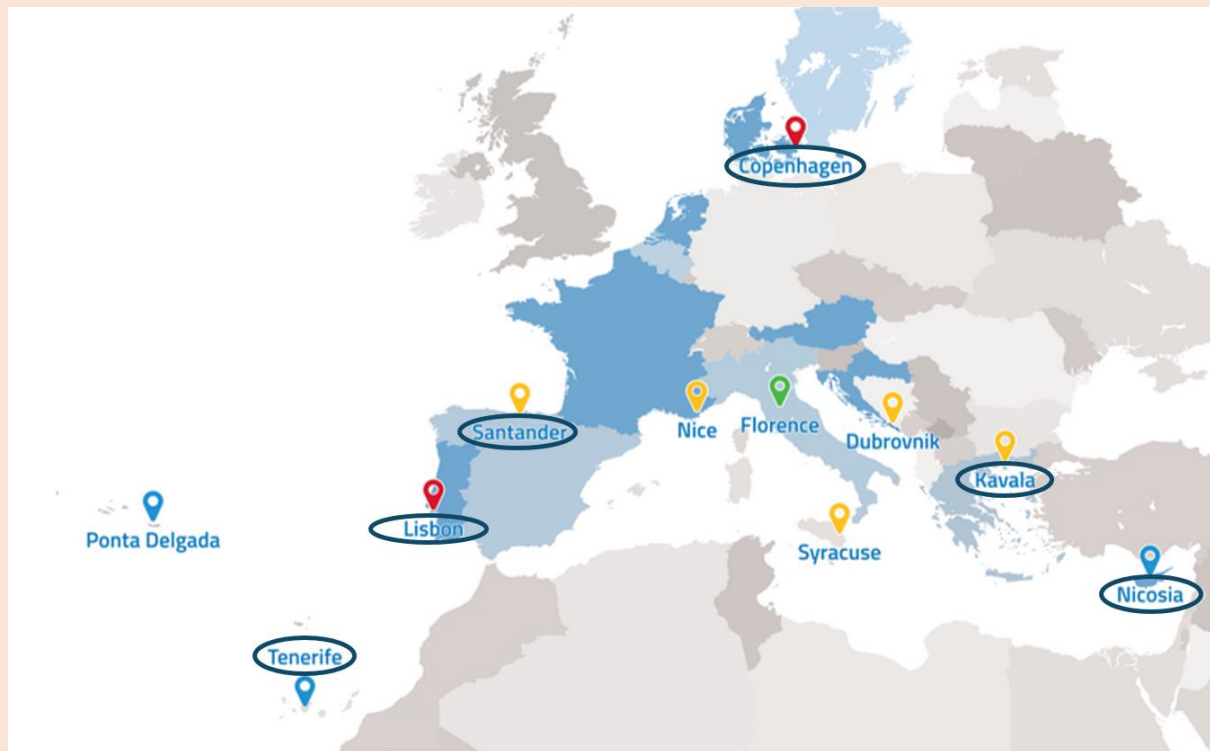 Copenhagen
Santander
Nice
Florence
Dubrovnik
Kavala
Lisbon
Ponta Delgada
Syracuse
Nicosia
Tenerife